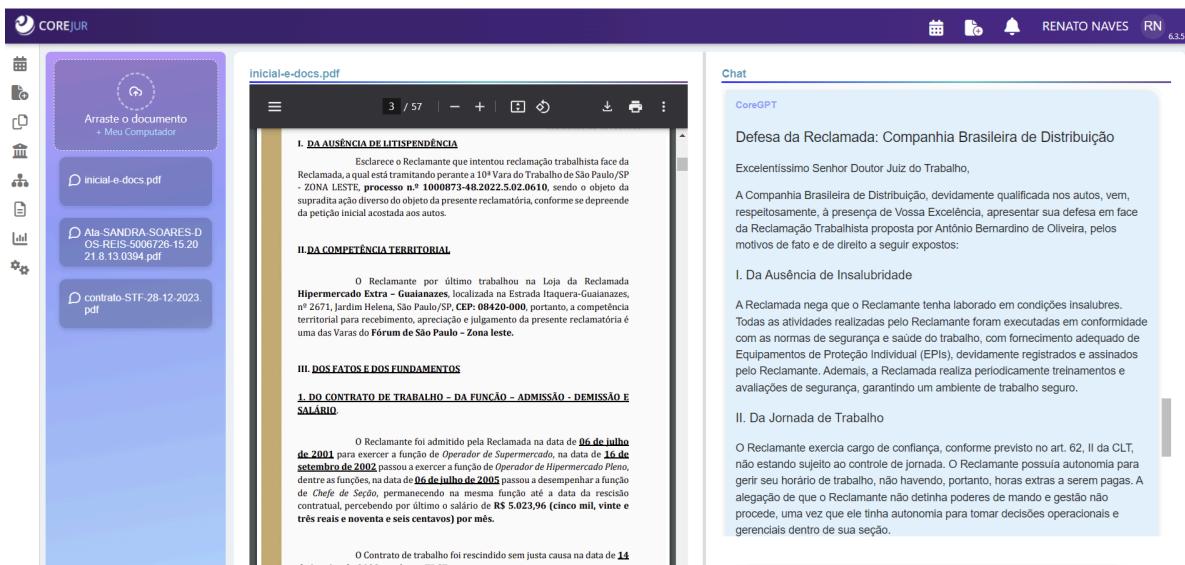 COREJUR
RENATO NAVES
RN
6.3.5
Arraste o documento
+ Meu Computador
inicial-e-docs.pdf
Ata-SANDRA-SOARES-D
OS-REIS-5006726-15.20
21.8.13.0394.pdf
contrato-STF-28-12-2023.
pdf
inicial-e-docs.pdf
3 / 57
I. DA AUSÊNCIA DE LITISPENDÊNCIA
Esclarece o Reclamante que intentou reclamação trabalhista face da
Reclamada, a qual está tramitando perante a 10ª Vara do Trabalho de São Paulo/SP
- ZONA LESTE, processo n.º 1000873-48.2022.5.02.0610, sendo o objeto da
supradita ação diverso do objeto da presente reclamatória, conforme se depreende
da petição inicial acostada aos autos.
II.DA COMPETÊNCIA TERRITORIAL
O Reclamante por último trabalhou na Loja da Reclamada
Hipermercado Extra – Guaianazes, localizada na Estrada Itaquera-Guaianazes,
nº 2671, Jardim Helena, São Paulo/SP, CEP: 08420-000, portanto, a competência
territorial para recebimento, apreciação e julgamento da presente reclamatória é
uma das Varas do Fórum de São Paulo – Zona leste.
III. DOS FATOS E DOS FUNDAMENTOS
1. DO CONTRATO DE TRABALHO – DA FUNÇÃO – ADMISSÃO - DEMISSÃO E
SALÁRIO.
O Reclamante foi admitido pela Reclamada na data de 06 de julho
de 2001 para exercer a função de Operador de Supermercado, na data de 16 de
setembro de 2002 passou a exercer a função de Operador de Hipermercado Pleno,
dentre as funções, na data de 06 de julho de 2005 passou a desempenhar a função
de Chefe de Seção, permanecendo na mesma função até a data da rescisão
contratual, percebendo por último o salário de R$ 5.023,96 (cinco mil, vinte e
três reais e noventa e seis centavos) por mês.
O Contrato de trabalho foi rescindido sem justa causa na data de 14
Chat
CoreGPT
Defesa da Reclamada: Companhia Brasileira de Distribuição
Excelentíssimo Senhor Doutor Juiz do Trabalho,
A Companhia Brasileira de Distribuição, devidamente qualificada nos autos, vem,
respeitosamente, à presença de Vossa Excelência, apresentar sua defesa em face
da Reclamação Trabalhista proposta por Antônio Bernardino de Oliveira, pelos
motivos de fato e de direito a seguir expostos:
I. Da Ausência de Insalubridade
A Reclamada nega que o Reclamante tenha laborado em condições insalubres.
Todas as atividades realizadas pelo Reclamante foram executadas em conformidade
com as normas de segurança e saúde do trabalho, com fornecimento adequado de
Equipamentos de Proteção Individual (EPIs), devidamente registrados e assinados
pelo Reclamante. Ademais, a Reclamada realiza periodicamente treinamentos e
avaliações de segurança, garantindo um ambiente de trabalho seguro.
II. Da Jornada de Trabalho
O Reclamante exercia cargo de confiança, conforme previsto no art. 62, II da CLT,
não estando sujeito ao controle de jornada. O Reclamante possuía autonomia para
gerir seu horário de trabalho, não havendo, portanto, horas extras a serem pagas. A
alegação de que o Reclamante não detinha poderes de mando e gestão não
procede, uma vez que ele tinha autonomia para tomar decisões operacionais e
gerenciais dentro de sua seção.